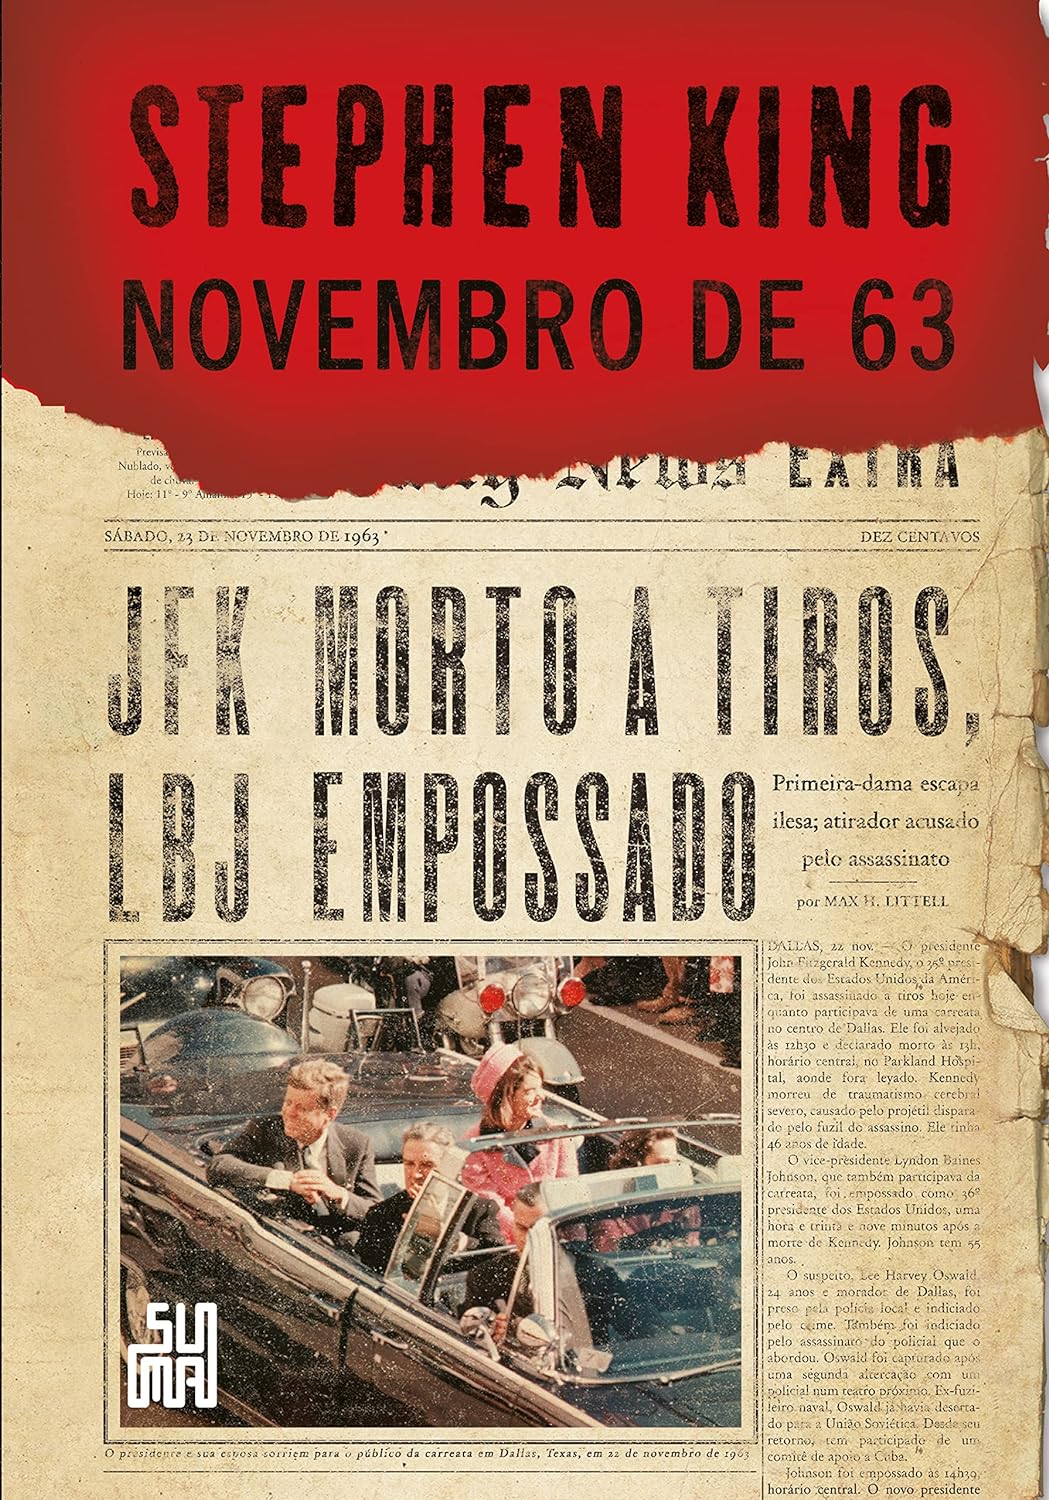 STEPHEN KING
NOVEMBRO DE 63
Nublado,
Hoje: 11° - 9°
News EXTRA
SÁBADO, 23 DE NOVEMBRO DE 1963
DEZ CENTAVOS
JFK MORTO A TIROS,
LBJ EMPOSSADO
Primeira-dama escapa
ilesa; atirador acusado
pelo assassinato
por MAX H. LITTELL
DALLAS, 22 nov. — O presidente
John Fitzgerald Kennedy, o 35º presi-
dente dos Estados Unidos da Améri-
ca, foi assassinado a tiros hoje en-
quanto participava de uma carreata
no centro de Dallas. Ele foi alvejado
às 12h30 e declarado morto às 13h,
horário central, no Parkland Hospi-
tal, aonde fora levado. Kennedy
morreu de traumatismo cerebral
severo, causado pelo projétil dispara-
do pelo fuzil do assassino. Ele tinha
46 anos de idade.
O vice-presidente Lyndon Baines
Johnson, que também participava da
carreata, foi empossado como 36º
presidente dos Estados Unidos, uma
hora e trinta e nove minutos após a
morte de Kennedy. Johnson tem 55
anos.
O suspeito, Lee Harvey Oswald,
24 anos e morador de Dallas, foi
preso pela polícia local e indiciado
pelo crime. Também foi indiciado
pelo assassinato do policial que o
abordou. Oswald foi capturado após
uma segunda altercação com um
policial num teatro próximo. Ex-fuzi-
leiro naval, Oswald já havia deserta-
do para a União Soviética. Desde seu
retorno, tem participado de um
comitê de apoio a Cuba.
Johnson foi empossado às 14h39,
horário central. O novo presidente
SUMA
O presidente e sua esposa sorriem para o público da carreata em Dallas, Texas, em 22 de novembro de 1963